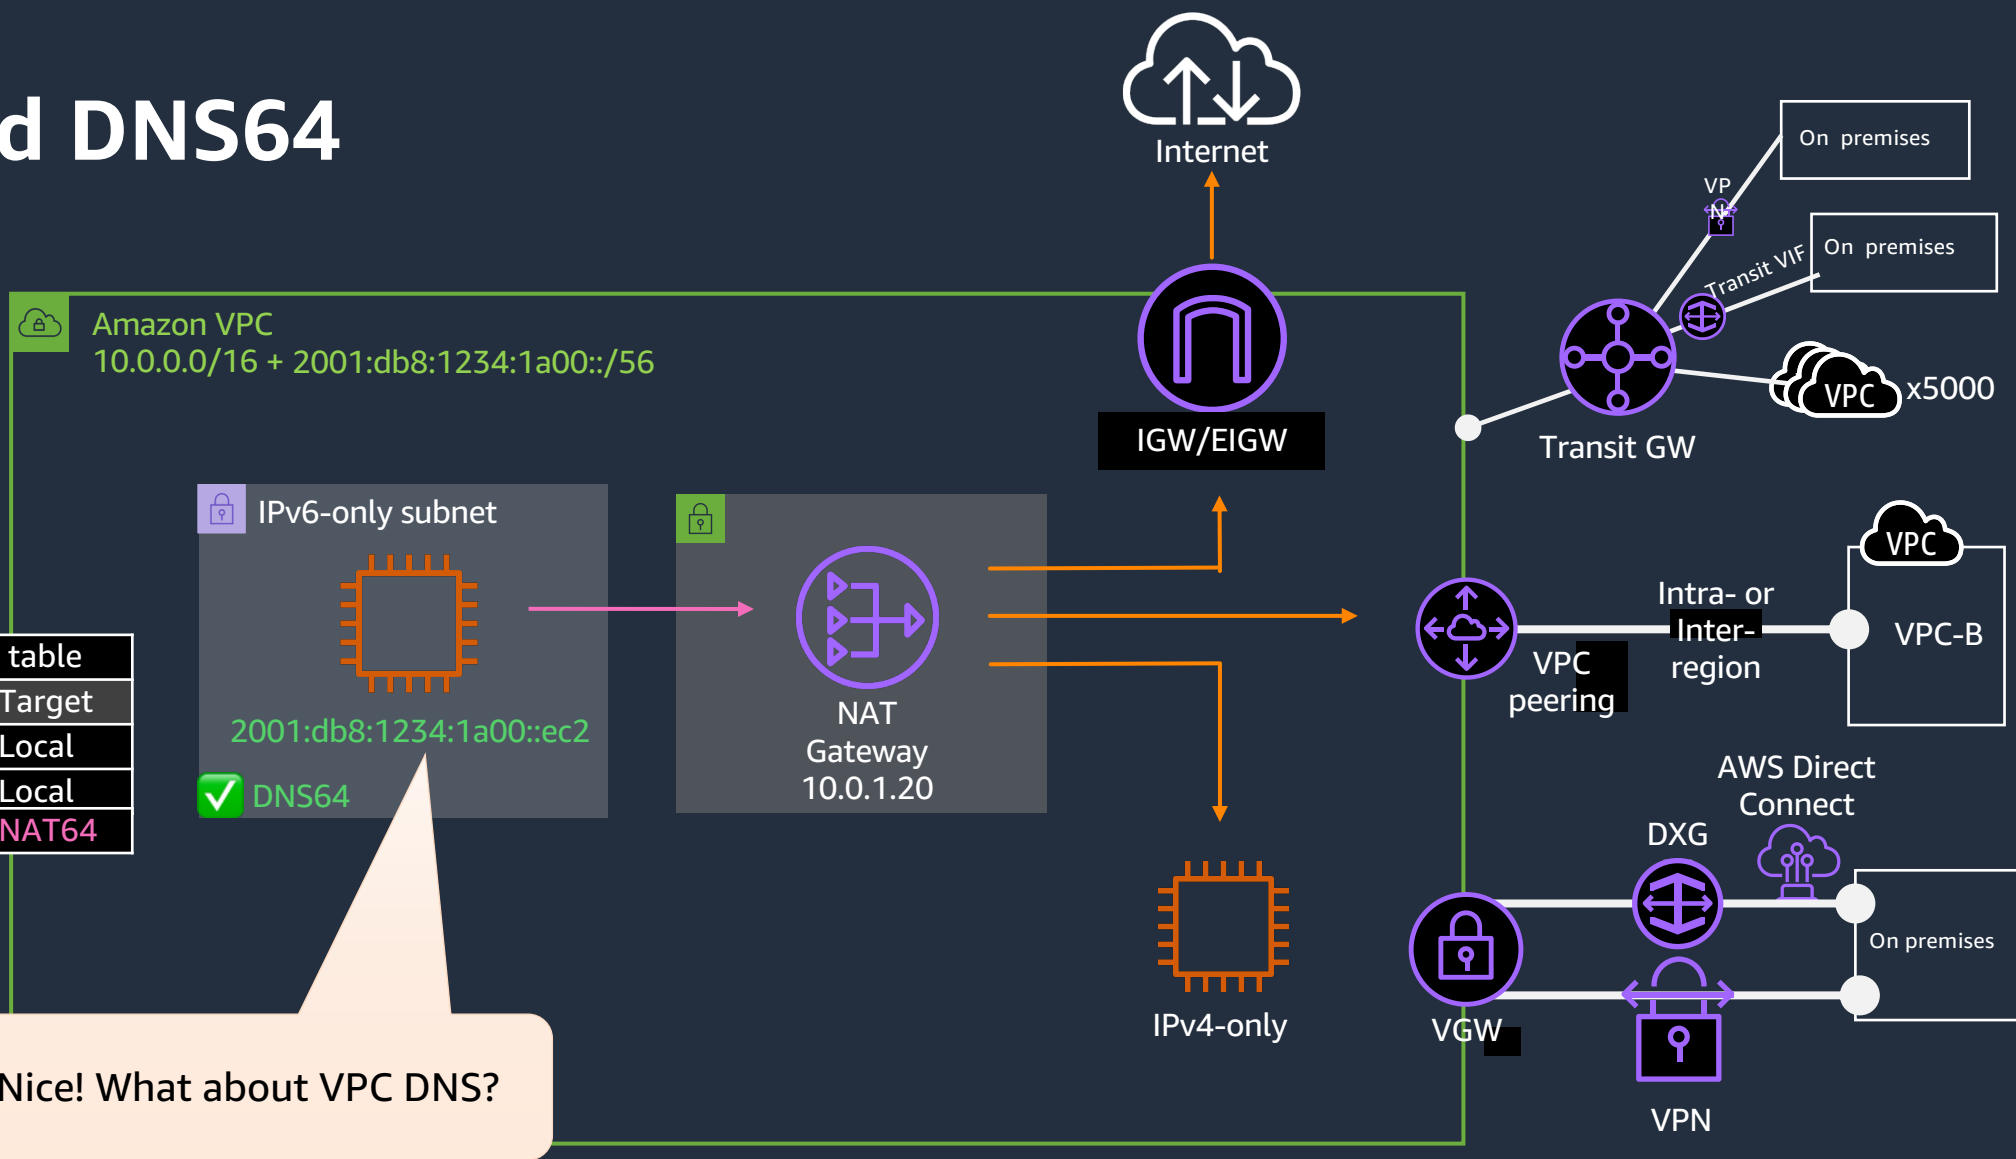 d DNS64
Internet
On premises
VP
N
On premises
Transit VIF
Amazon VPC
10.0.0.0/16 + 2001:db8:1234:1a00::/56
VPC
x5000
IGW/EIGW
Transit GW
IPv6-only subnet
VPC
Intra- or
Inter-
region
VPC-B
table
Target
Local
Local
NAT64
VPC
peering
2001:db8:1234:1a00::ec2
DNS64
NAT
Gateway
10.0.1.20
AWS Direct
Connect
DXG
On premises
IPv4-only
VGW
Nice! What about VPC DNS?
VPN